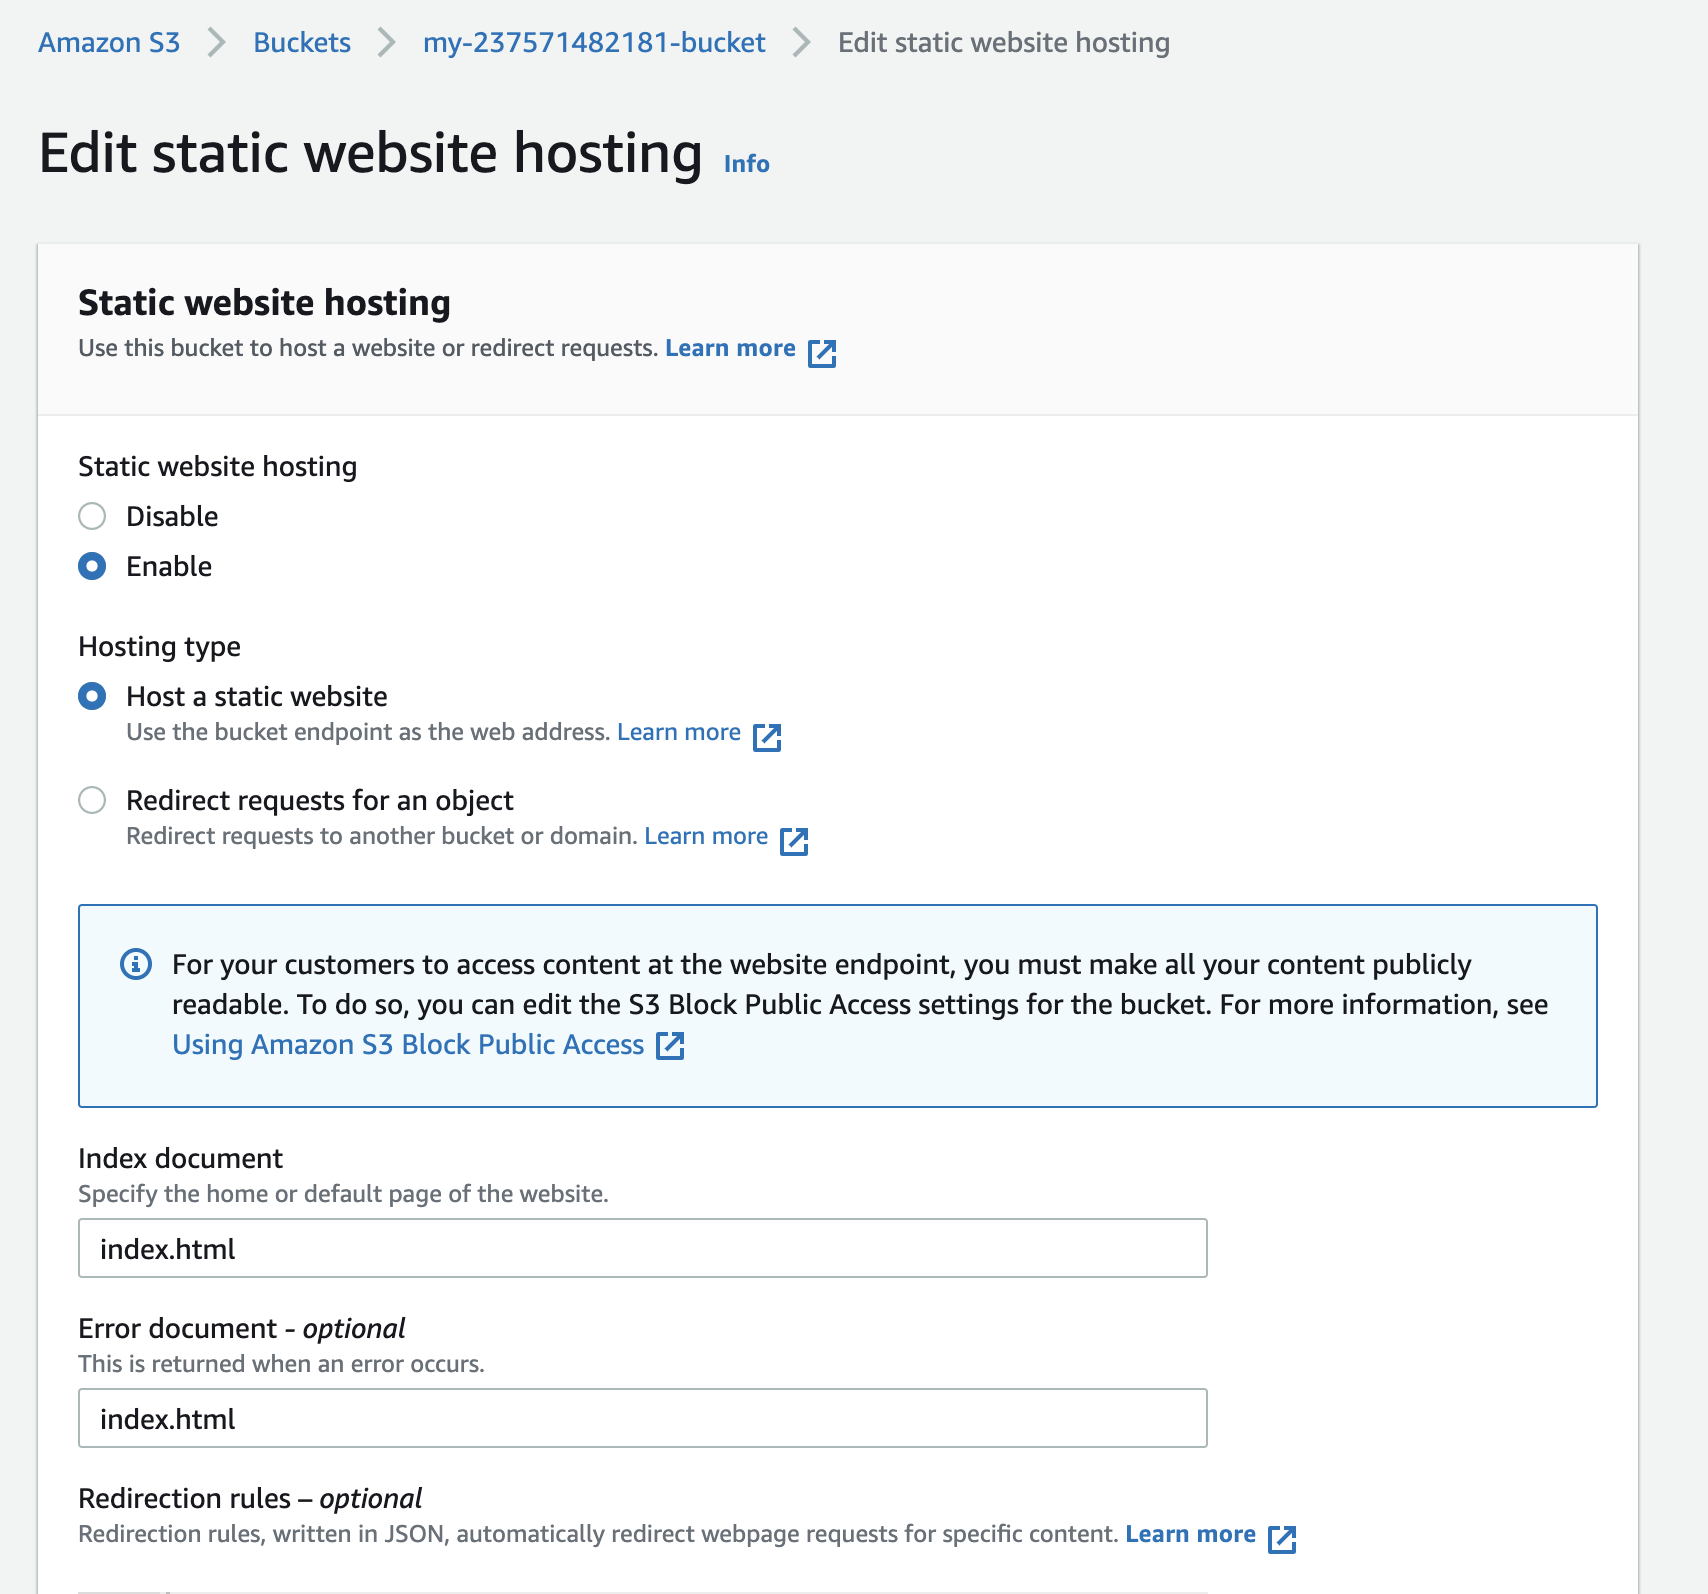 Amazon S3 > Buckets > my-237571482181-bucket > Edit static website hosting
Edit static website hosting Info
Static website hosting
Use this bucket to host a website or redirect requests. Learn more
Static website hosting
Disable
Enable
Hosting type
Host a static website
Use the bucket endpoint as the web address. Learn more
Redirect requests for an object
Redirect requests to another bucket or domain. Learn more
For your customers to access content at the website endpoint, you must make all your content publicly
readable. To do so, you can edit the S3 Block Public Access settings for the bucket. For more information, see
Using Amazon S3 Block Public Access
Index document
Specify the home or default page of the website.
index.html
Error document - optional
This is returned when an error occurs.
index.html
Redirection rules – optional
Redirection rules, written in JSON, automatically redirect webpage requests for specific content. Learn more